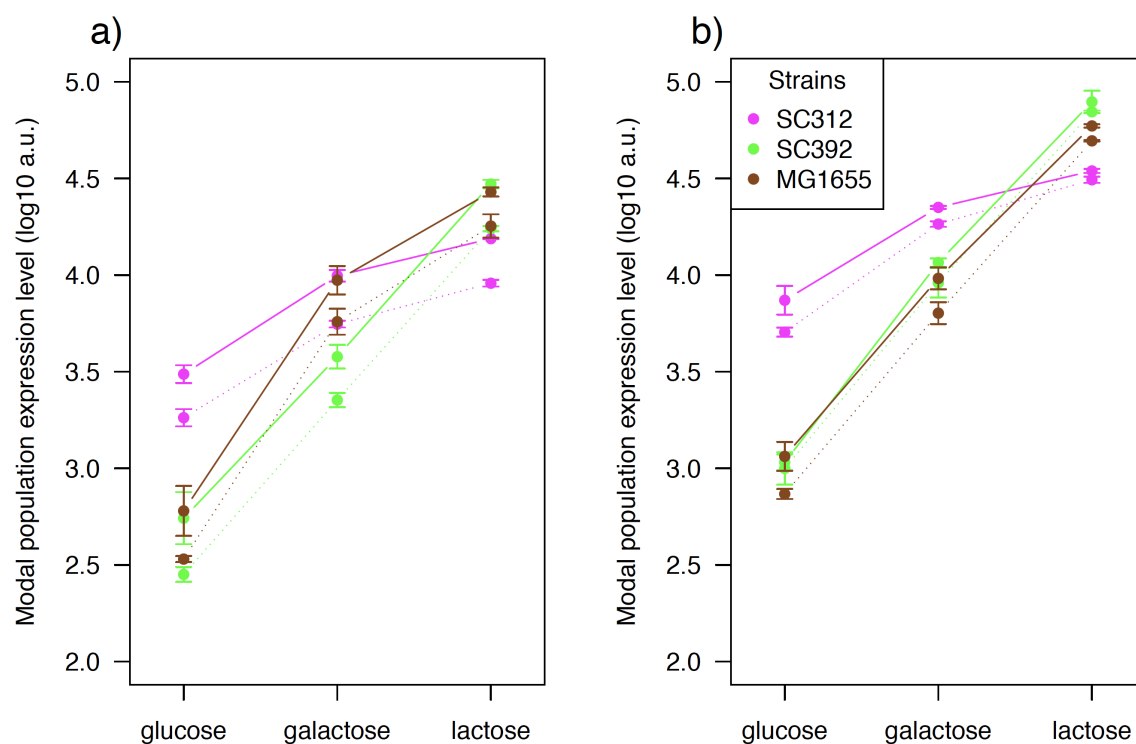 a)
Modal population expression level (log10 a.u.)
5.0
4.5
4.0
3.5
3.0
2.5
2.0
glucose galactose lactose
b)
Modal population expression level (log10 a.u.)
5.0
4.5
4.0
3.5
3.0
2.5
2.0
Strains
SC312
SC392
MG1655
glucose galactose lactose